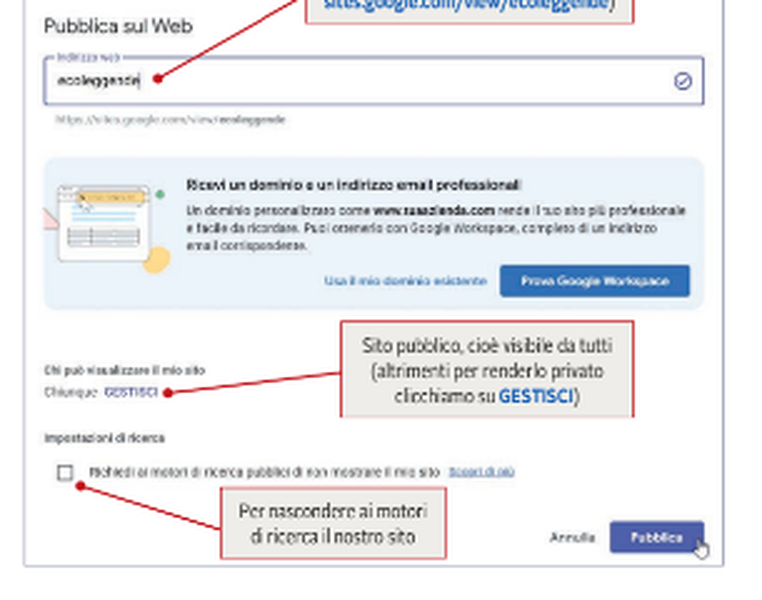 sites.google.com/view/ecoleggende)
Pubblica sul Web
Indirizzo web
ecoleggende
https://sites.google.com/view/ecoleggende
Ricevi un dominio e un indirizzo email professionali
Un dominio personalizzato come www.suaazienda.com rende il tuo sito più professionale
e facile da ricordare. Puoi ottenerlo con Google Workspace, completo di un indirizzo
email corrispondente.
Usa il mio dominio esistente
Prova Google Workspace
Sito pubblico, cioè visibile da tutti
(altrimenti per renderlo privato
clicchiamo su GESTISCI)
Chi può visualizzare il mio sito
Chiunque GESTISCI
Impostazioni di ricerca
Richiedi ai motori di ricerca pubblici di non mostrare il mio sito Scopri di più
Per nascondere ai motori
di ricerca il nostro sito
Annulla
Pubblica